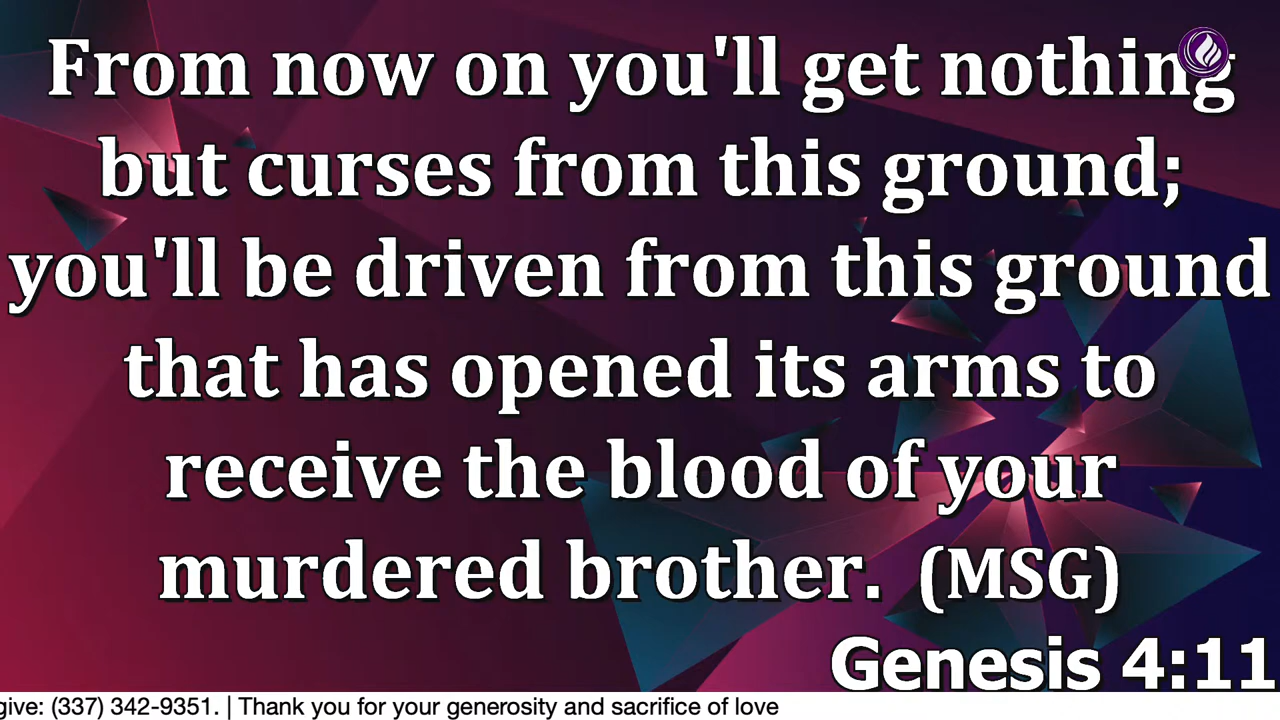 From now on you'll get nothing
but curses from this ground;
you'll be driven from this ground
that has opened its arms to
receive the blood of your
murdered brother. (MSG)
Genesis 4:11
give: (337) 342-9351. | Thank you for your generosity and sacrifice of love